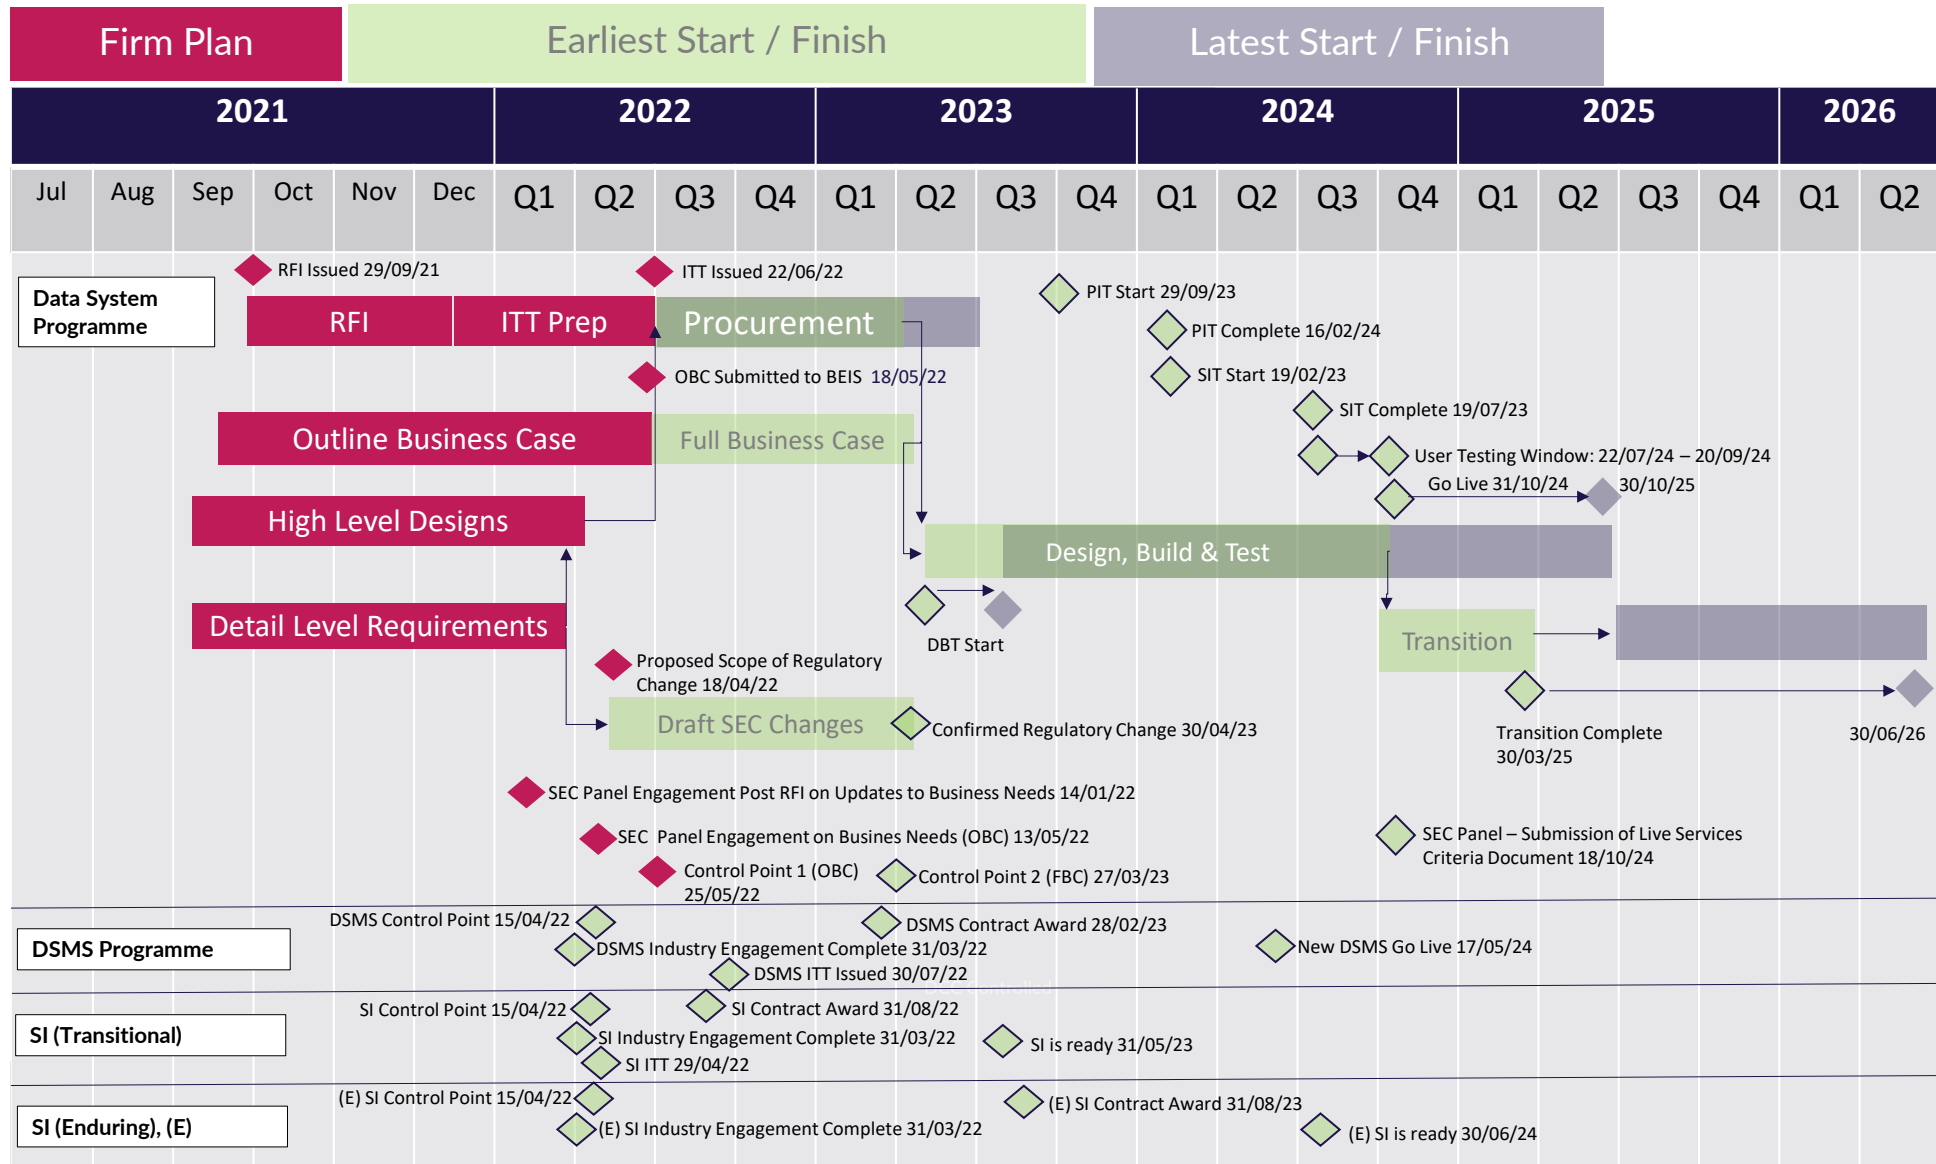 Firm Plan
Earliest Start / Finish
Latest Start / Finish
2021
2022
2023
2024
2025
2026
Jul
Aug
Sep
Oct
Nov
Dec
Q1
Q2
Q3
Q4
Q1
Q2
Q3
Q4
Q1
Q2
Q3
Q4
Q1
Q2
Q3
Q4
Q1
Q2
Data System
Programme
RFI Issued 29/09/21
ITT Issued 22/06/22
PIT Start 29/09/23
RFI
ITT Prep
Procurement
PIT Complete 16/02/24
OBC Submitted to BEIS 18/05/22
SIT Start 19/02/23
SIT Complete 19/07/23
Outline Business Case
Full Business Case
User Testing Window: 22/07/24 – 20/09/24
Go Live 31/10/24
30/10/25
High Level Designs
Design, Build & Test
Detail Level Requirements
DBT Start
Transition
Proposed Scope of Regulatory
Change 18/04/22
Draft SEC Changes
Confirmed Regulatory Change 30/04/23
Transition Complete
30/03/25
30/06/26
SEC Panel Engagement Post RFI on Updates to Business Needs 14/01/22
SEC Panel Engagement on Busines Needs (OBC) 13/05/22
SEC Panel – Submission of Live Services
Criteria Document 18/10/24
Control Point 1 (OBC)
25/05/22
Control Point 2 (FBC) 27/03/23
DSMS Programme
DSMS Control Point 15/04/22
DSMS Contract Award 28/02/23
DSMS Industry Engagement Complete 31/03/22
New DSMS Go Live 17/05/24
DSMS ITT Issued 30/07/22
SI (Transitional)
SI Control Point 15/04/22
SI Contract Award 31/08/22
SI Industry Engagement Complete 31/03/22
SI is ready 31/05/23
SI ITT 29/04/22
SI (Enduring), (E)
(E) SI Control Point 15/04/22
(E) SI Contract Award 31/08/23
(E) SI Industry Engagement Complete 31/03/22
(E) SI is ready 30/06/24